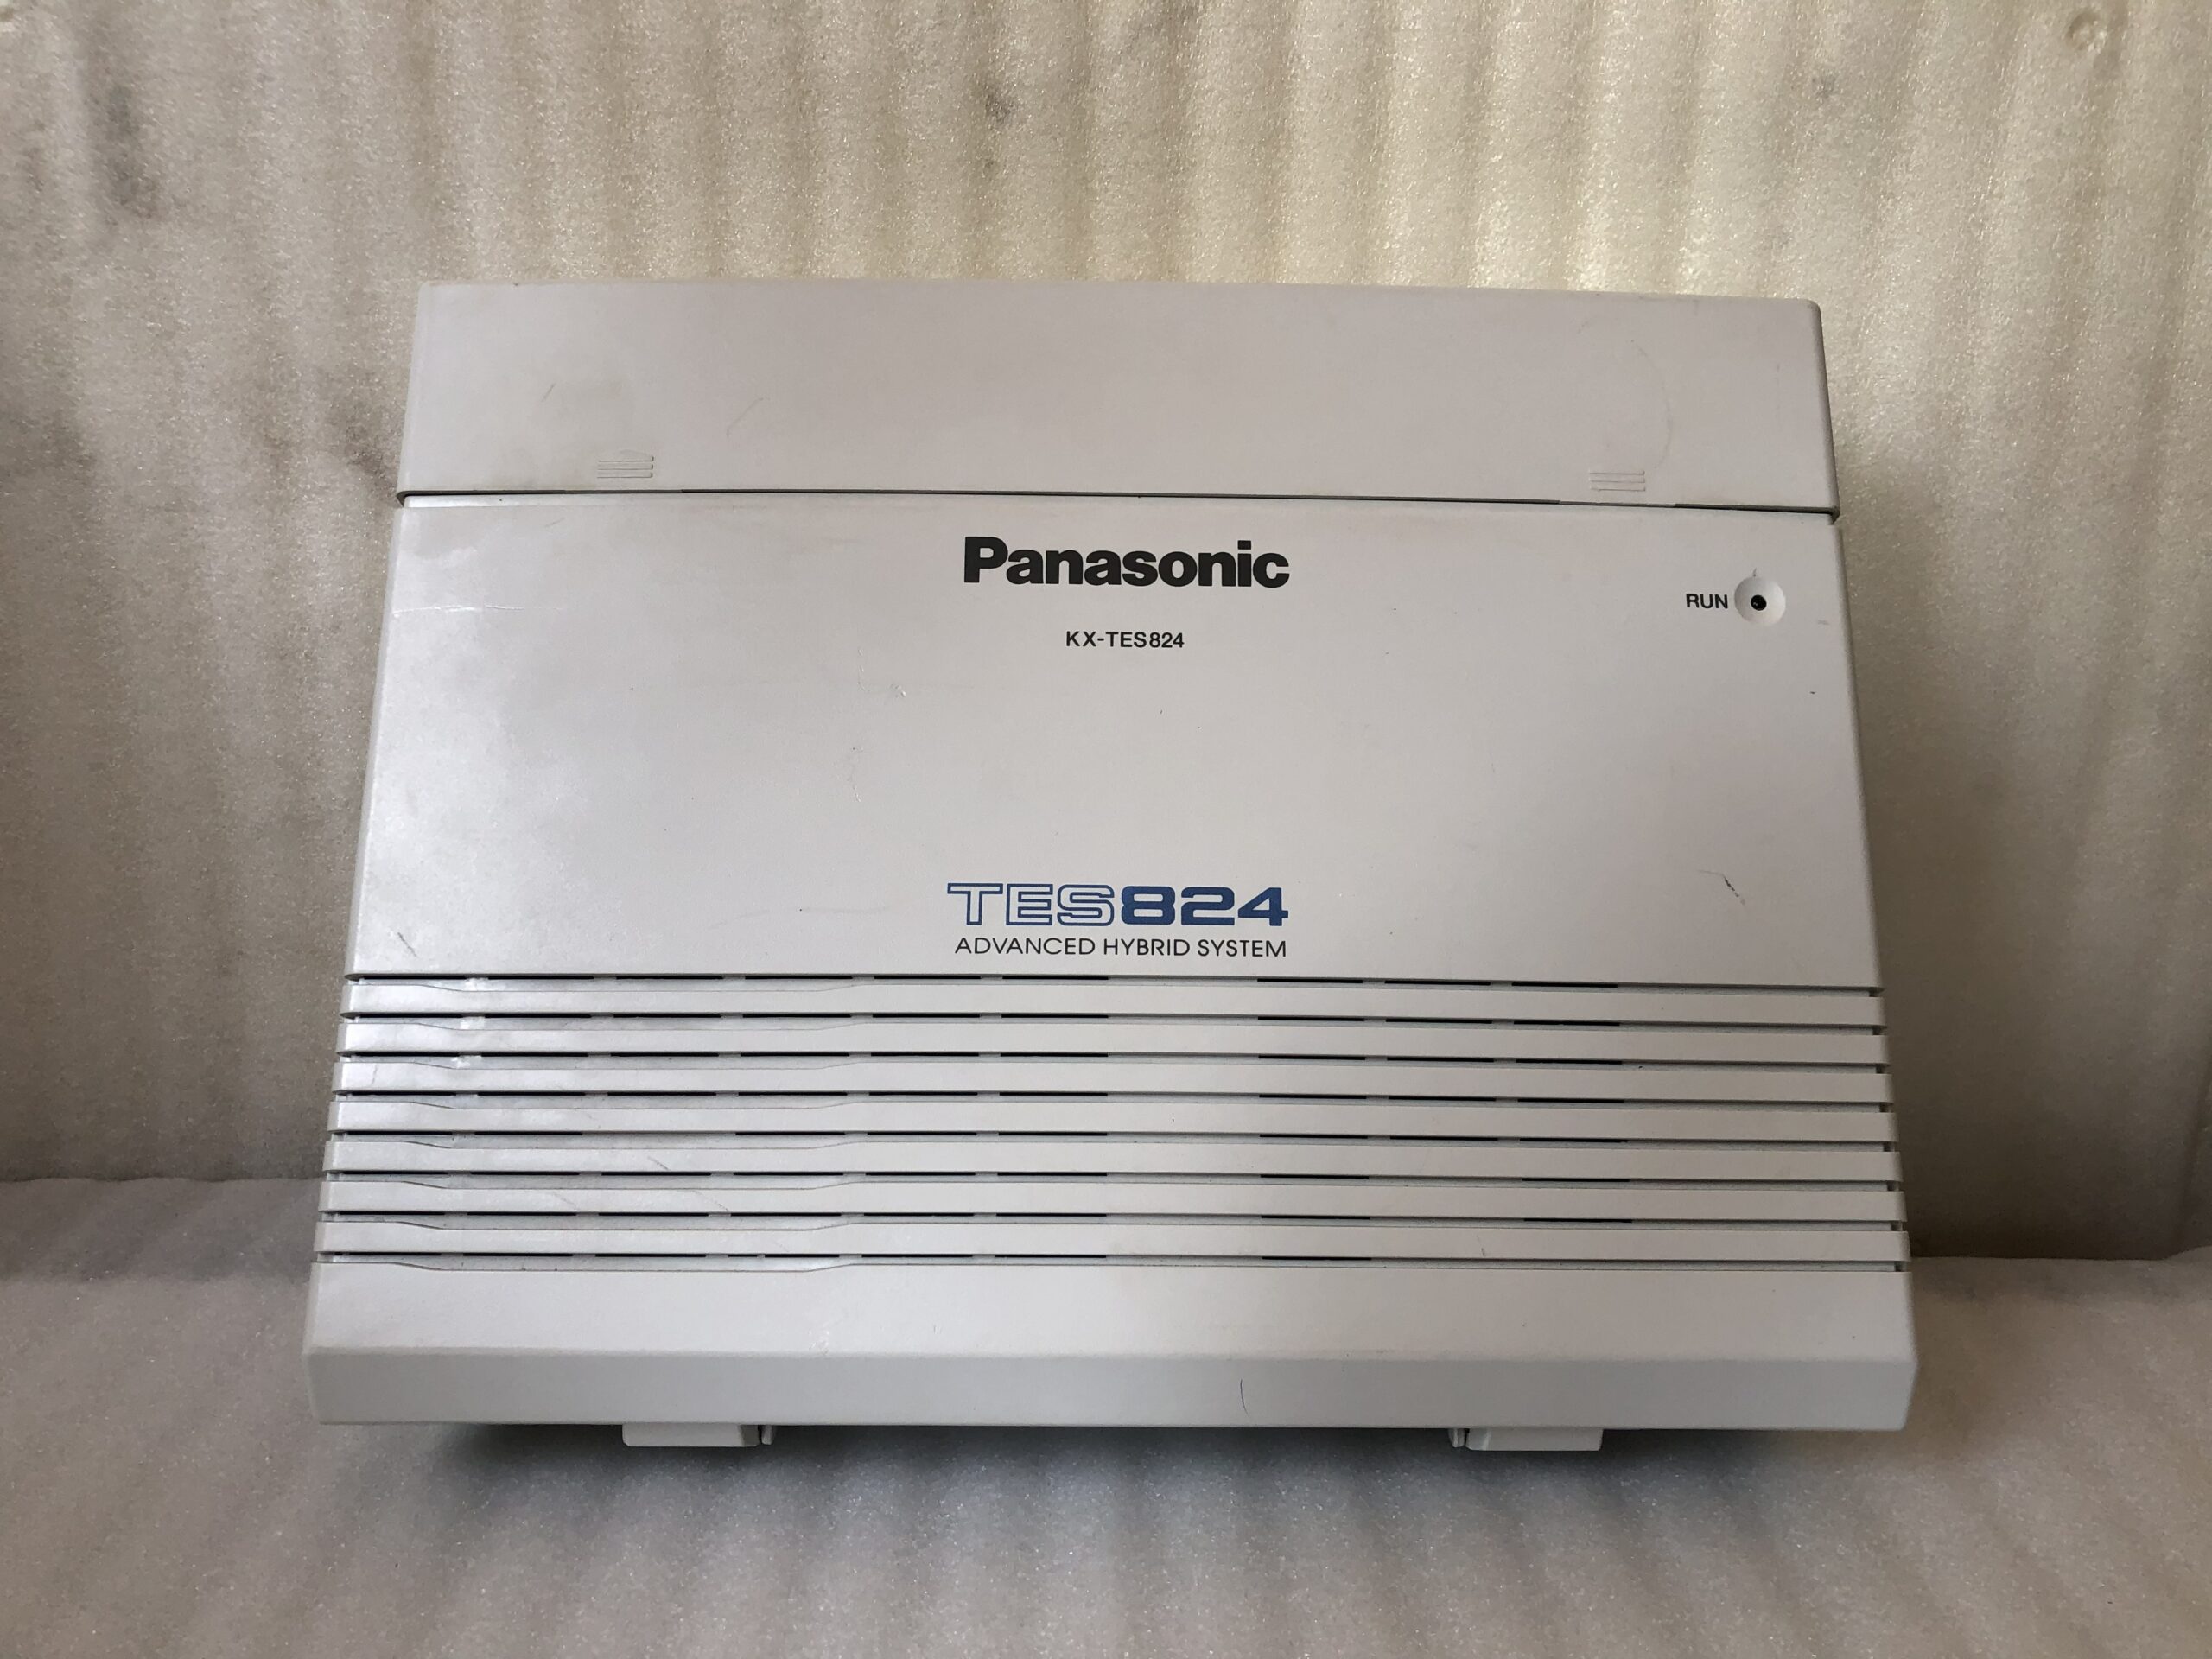 Panasonic
RUN
KX-TES824
TES824
ADVANCED HYBRID SYSTEM